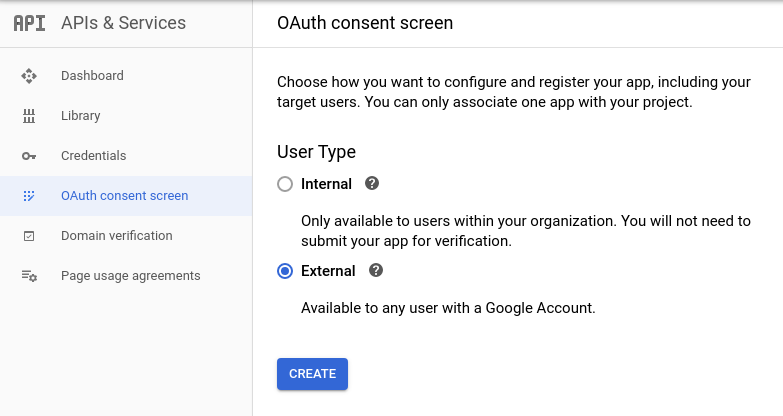 API APIs & Services
OAuth consent screen
Dashboard
Library
Credentials
OAuth consent screen
Domain verification
Page usage agreements
Choose how you want to configure and register your app, including your
target users. You can only associate one app with your project.
User Type
Internal ?
Only available to users within your organization. You will not need to
submit your app for verification.
External ?
Available to any user with a Google Account.
CREATE